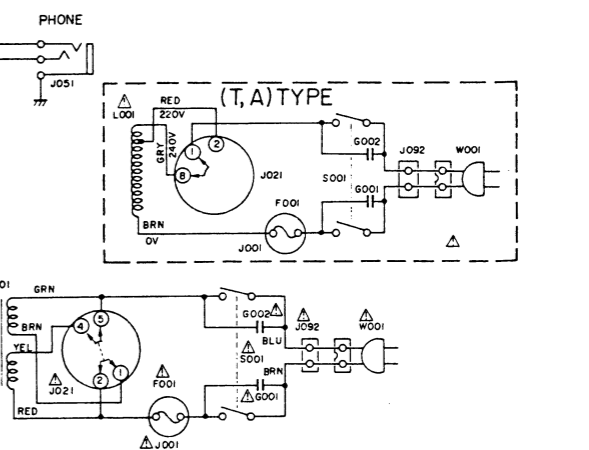 PHONE
J051
(T, A) TYPE
L001
RED
220V
GRY
240V
1
2
8
J021
G002
J092
W001
S001
G001
F001
BRN
0V
J001
01
GRN
BRN
YEL
RED
4
5
2
1
J021
F001
J001
G002
BLU
S001
BRN
G001
J092
W001